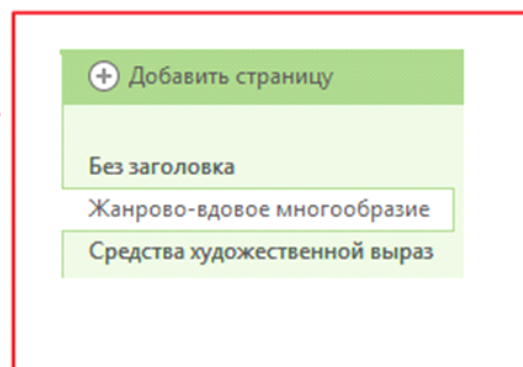 Добавить страницу
Без заголовка
Жанрово-вдовое многообразие
Средства художественной выраз